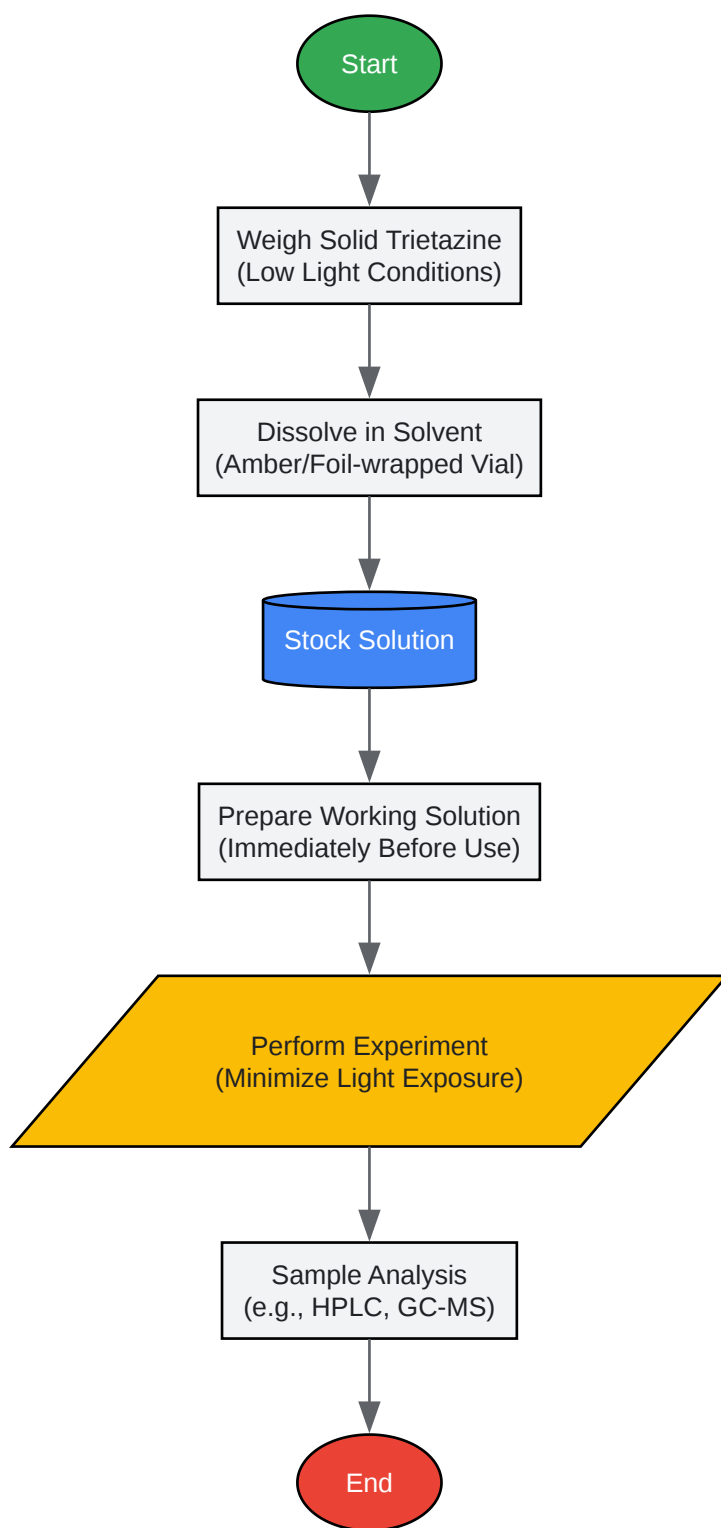 Start
Weigh Solid Trietazine
(Low Light Conditions)
Dissolve in Solvent
(Amber/Foil-wrapped Vial)
Stock Solution
Prepare Working Solution
(Immediately Before Use)
Perform Experiment
(Minimize Light Exposure)
Sample Analysis
(e.g., HPLC, GC-MS)
End